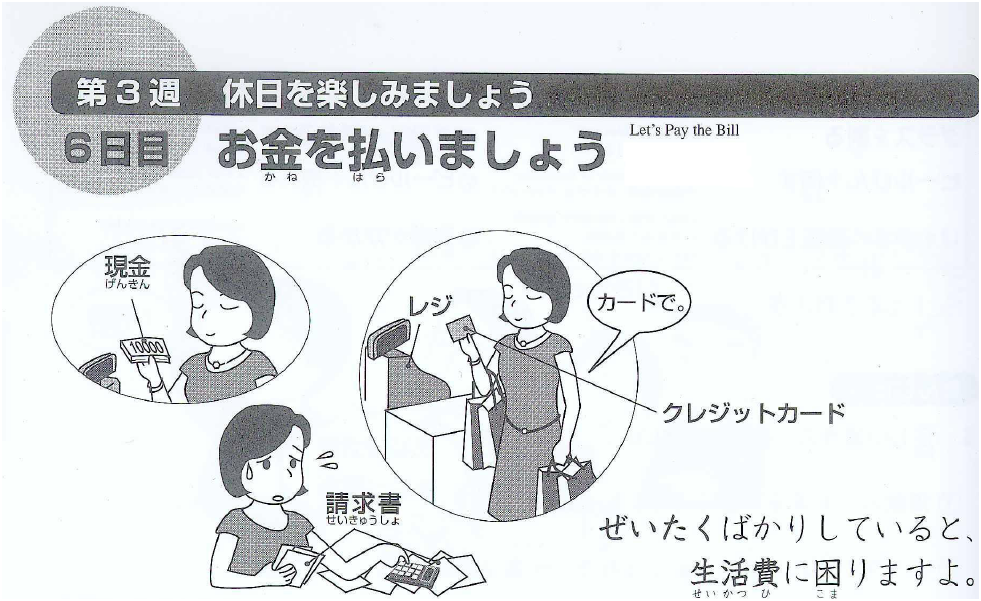 第3週 休日を楽しみましょう
6日目 お金を払いましょう Let's Pay the Bill
かね はら
現金
げんきん
10000
レジ
カードで。
クレジットカード
請求書
せいきゅうしょ
ぜいたくばかりしていると、
生活費に困りますよ。
せいかつ ひ こま